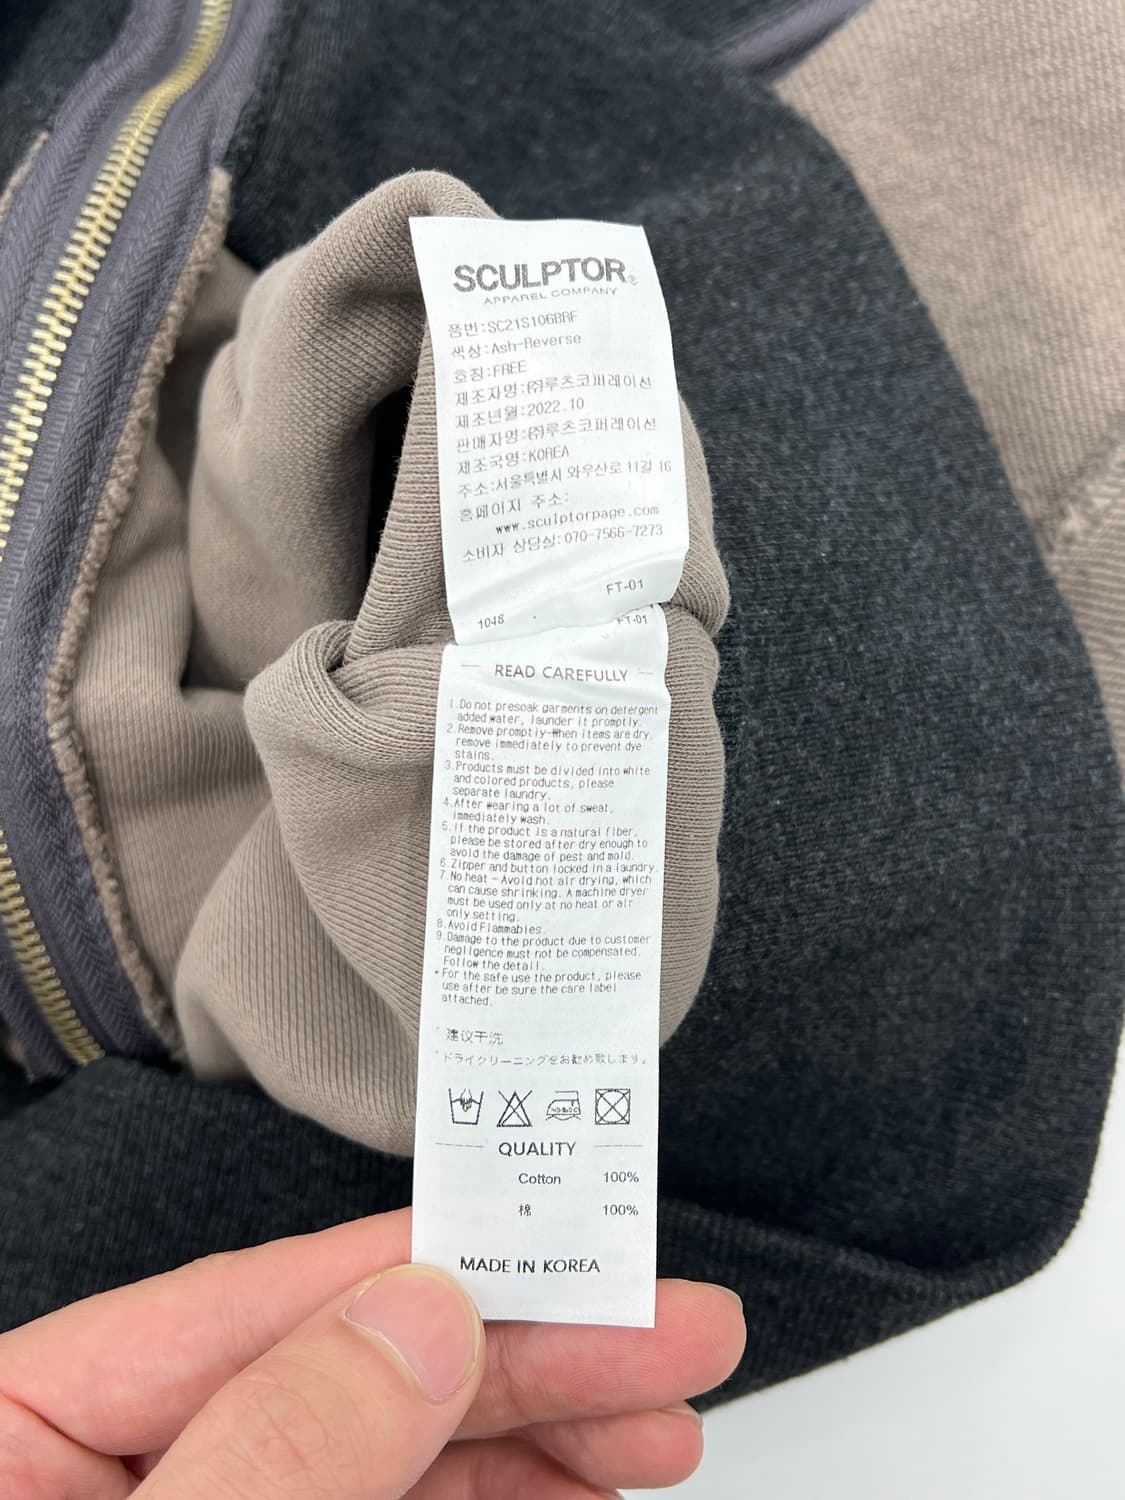 SCULPTOR®
APPAREL COMPANY
품번:SC21S106BRF
색상:Ash-Reverse
호칭:FREE
제조자명:㈜루츠코퍼레이션
제조년월:2022.10
판매자명:㈜루츠코퍼레이션
제조국명:KOREA
주소:서울특별시 와우산로 11길 16
홈페이지 주소:
www.sculptorpage.com
소비자 상담실:070-7566-7273
FT-01
1048
FT-01
READ CAREFULLY
1.Do not presoak garments on detergent
added water, launder it promptly.
2.Remove promptly-When items are dry,
remove immediately to prevent dye
stains.
3.Products must be divided into white
and colored products, please
separate laundry.
4.After wearing a lot of sweat,
immediately wash.
5.If the product is a natural fiber,
please be stored after dry enough to
avoid the damage of pest and mold.
6.Zipper and button locked in a laundry.
7.No heat -Avoid hot air drying, which
can cause shrinking. A machine dryer
must be used only at no heat or air
only setting.
8.Avoid Flammables.
9.Damage to the product due to customer
negligence must not be compensated.
Follow the detail.
*For the safe use the product, please
use after be sure the care label
attached.
*建议干洗
*ドライクリーニングをお勧め致します。
QUALITY
Cotton 100%
棉 100%
MADE IN KOREA